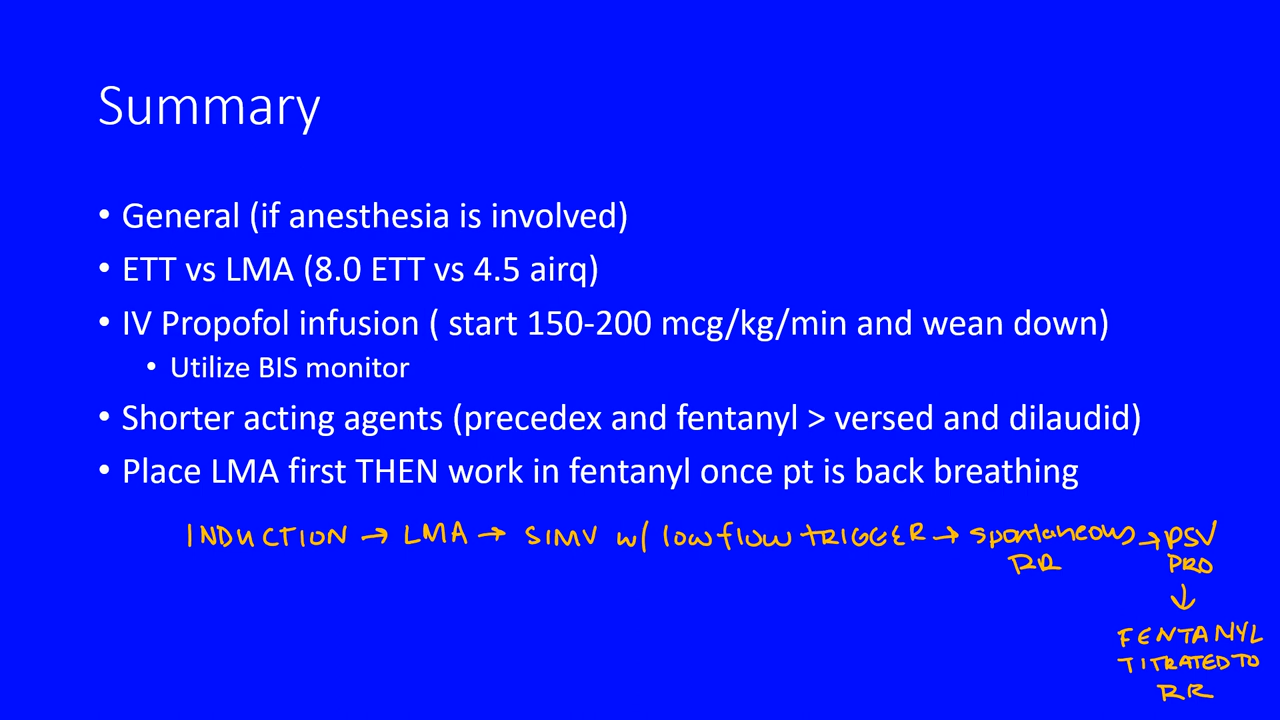 Summary
• General (if anesthesia is involved)
• ETT vs LMA (8.0 ETT vs 4.5 airq)
• IV Propofol infusion ( start 150-200 mcg/kg/min and wean down)
• Utilize BIS monitor
• Shorter acting agents (precedex and fentanyl > versed and dilaudid)
• Place LMA first THEN work in fentanyl once pt is back breathing
INDUCTION → LMA → SIMV w/ low flow TRIGGER → spontaneous → PSV
RR PRO
↓
FENTANYL
TITRATED TO
RR